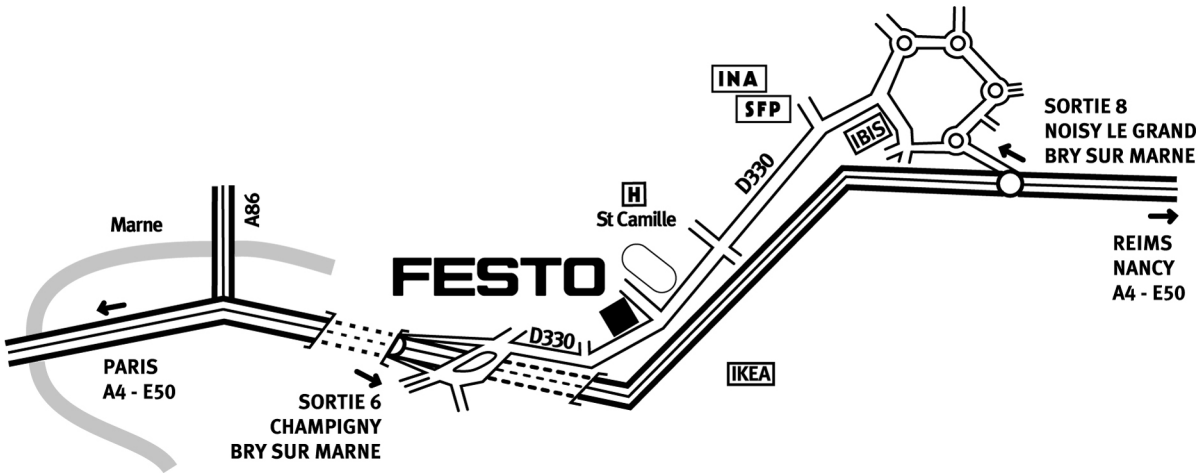 INA
SFP
IBIS
SORTIE 8
NOISY LE GRAND
BRY SUR MARNE
D330
H
St Camille
A86
Marne
REIMS
NANCY
A4 - E50
FESTO
D330
PARIS
A4 - E50
IKEA
SORTIE 6
CHAMPIGNY
BRY SUR MARNE